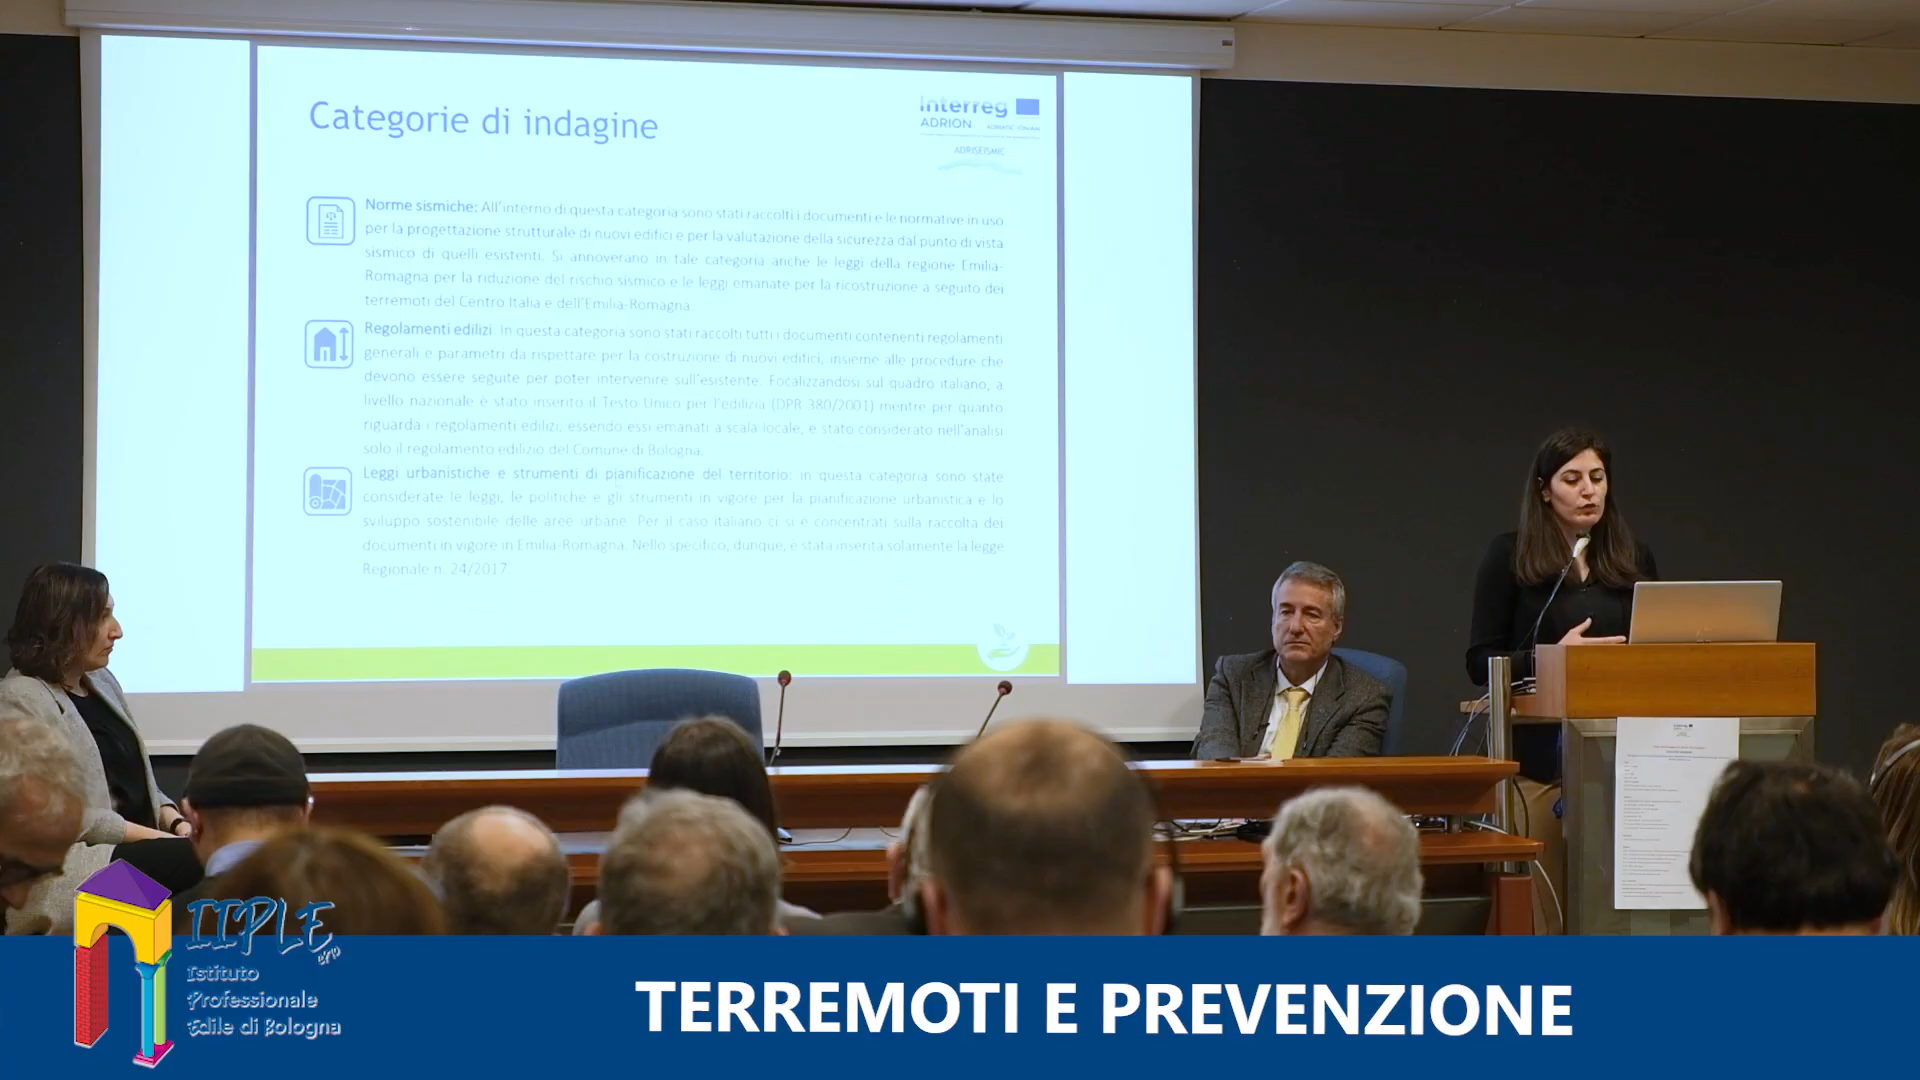 Categorie di indagine
Interreg
ADRION ADRIATIC-IONIAN
ADRISEISMIC
Norme sismiche: All'interno di questa categoria sono stati raccolti i documenti e le normative in uso
per la progettazione strutturale di nuovi edifici e per la valutazione della sicurezza dal punto di vista
sismico di quelli esistenti. Si annoverano in tale categoria anche le leggi della regione Emilia-
Romagna per la riduzione del rischio sismico e le leggi emanate per la ricostruzione a seguito dei
terremoti del Centro Italia e dell'Emilia-Romagna.
Regolamenti edilizi: In questa categoria sono stati raccolti tutti i documenti contenenti regolamenti
generali e parametri da rispettare per la costruzione di nuovi edifici, insieme alle procedure che
devono essere seguite per poter intervenire sull'esistente. Focalizzandosi sul quadro italiano, a
livello nazionale è stato inserito il Testo Unico per l'edilizia (DPR 380/2001) mentre per quanto
riguarda i regolamenti edilizi, essendo essi emanati a scala locale, è stato considerato nell'analisi
solo il regolamento edilizio del Comune di Bologna.
Leggi urbanistiche e strumenti di pianificazione del territorio: in questa categoria sono state
considerate le leggi, le politiche e gli strumenti in vigore per la pianificazione urbanistica e lo
sviluppo sostenibile delle aree urbane. Per il caso italiano ci si è concentrati sulla raccolta dei
documenti in vigore in Emilia-Romagna. Nello specifico, dunque, è stata inserita solamente la legge
Regionale n. 24/2017.
IIPLE
Istituto
Professionale
Edile di Bologna
TERREMOTI E PREVENZIONE